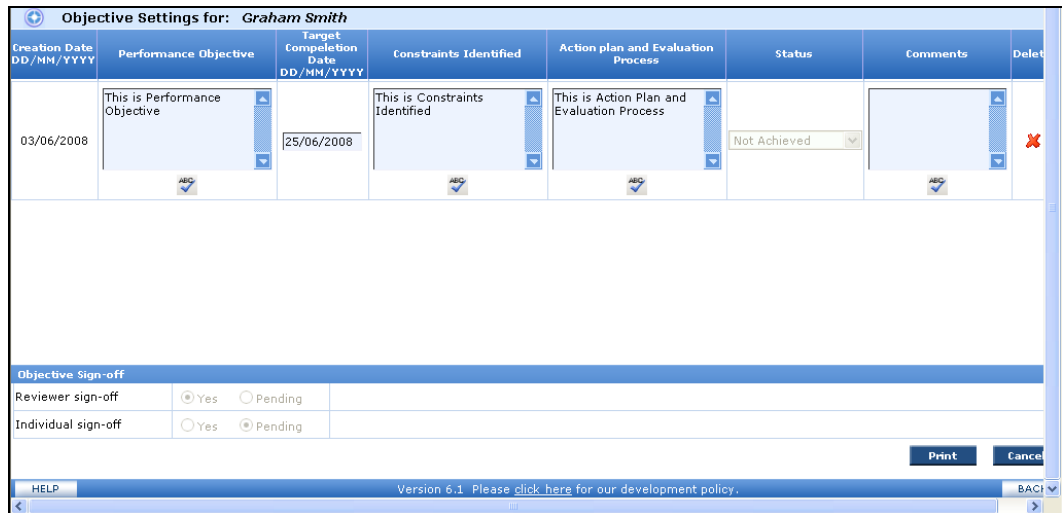 Objective Settings for: Graham Smith
Creation Date
DD/MM/YYYY
Performance Objective
Target
Compeletion
Date
DD/MM/YYYY
Constraints Identified
Action plan and Evaluation
Process
Status
Comments
Delet
03/06/2008
This is Performance
Objective
25/06/2008
This is Constraints
Identified
This is Action Plan and
Evaluation Process
Not Achieved
ABC
ABC
ABC
ABC
Objective Sign-off
Reviewer sign-off Yes Pending
Individual sign-off Yes Pending
Print Cancel
HELP Version 6.1 Please click here for our development policy. BACK